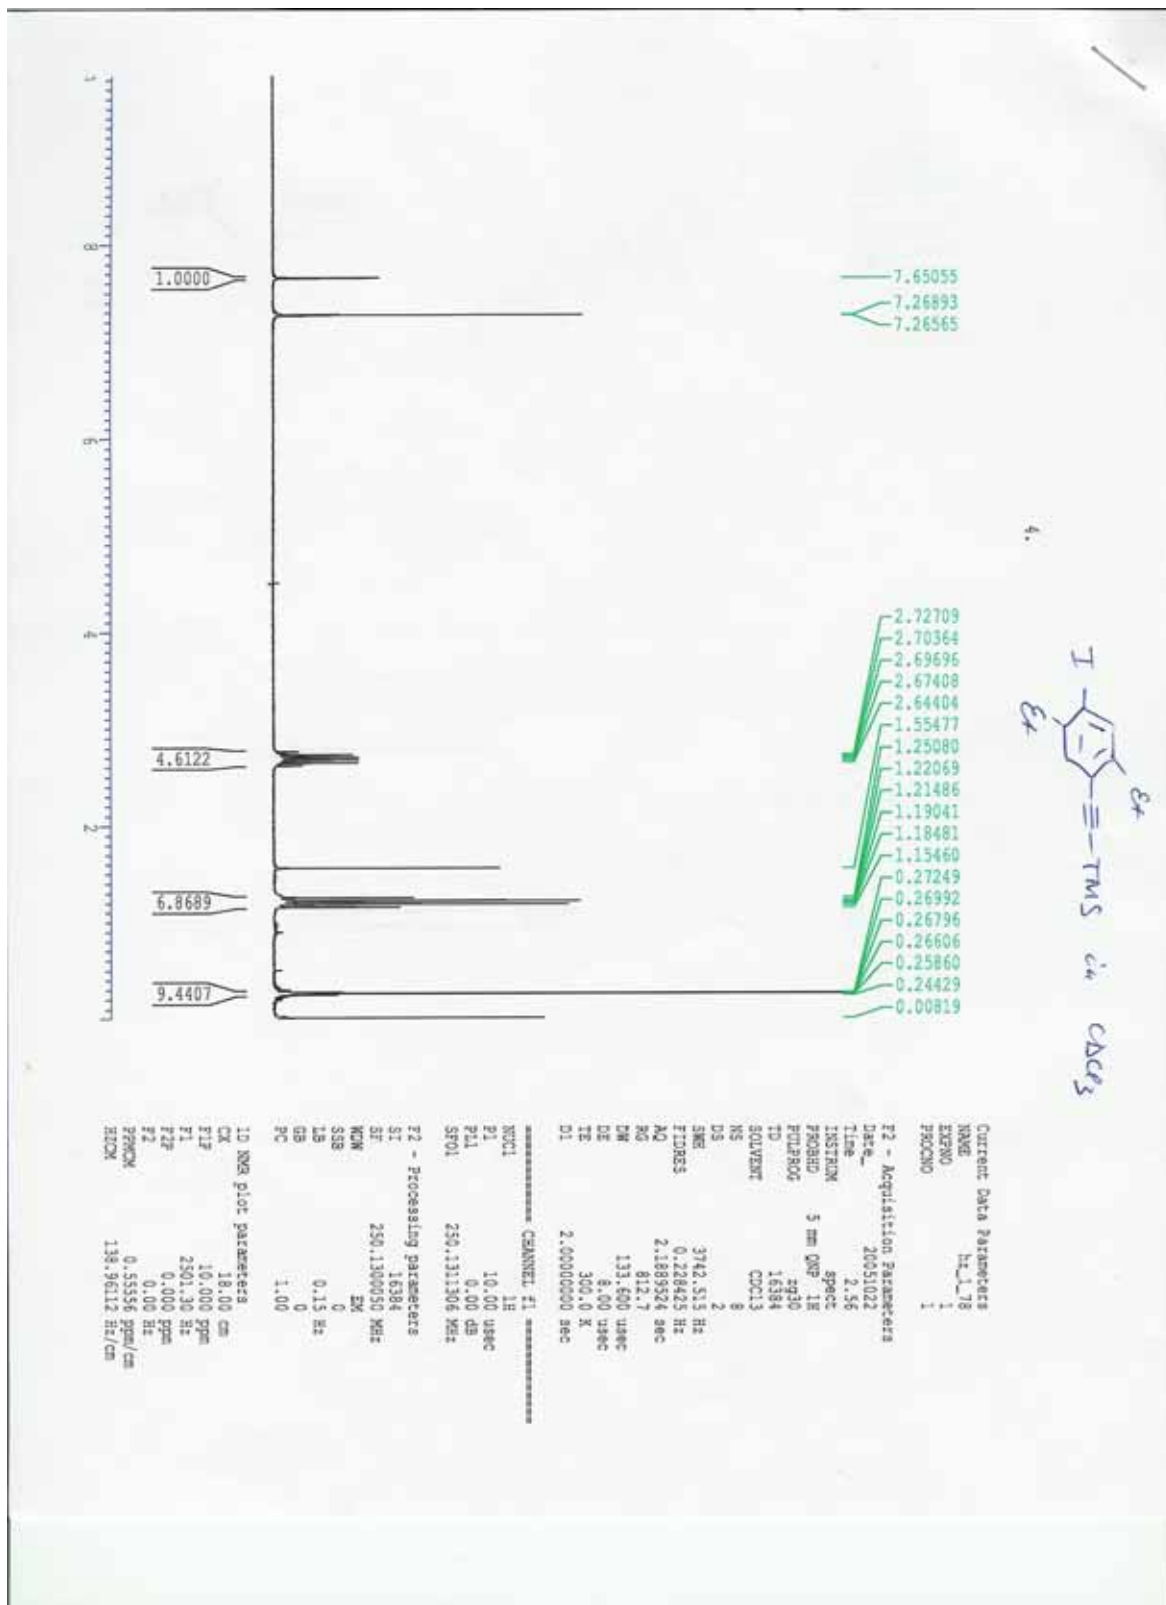 4.
I
Et
Et
TMS in CDCl3
7.65055
7.26893
7.26565
2.72709
2.70364
2.69696
2.67408
2.64404
1.55477
1.25080
1.22069
1.21486
1.19041
1.18481
1.15460
0.27249
0.26992
0.26796
0.26606
0.25860
0.24429
0.00819
1.0000
4.6122
6.8689
9.4407
8
6
4
2
Current Data Parameters
NAME hz_1_78
EXPNO 1
PROCNO 1
F2 - Acquisition Parameters
Date_ 20051022
Time 2.56
INSTRUM spect
PROBHD 5 mm QNP 1H
PULPROG zg30
TD 16384
SOLVENT CDCl3
NS 8
DS 2
SWH 3742.515 Hz
FIDRES 0.228425 Hz
AQ 2.1889524 sec
RG 812.7
DW 133.600 usec
DE 8.00 usec
TE 300.0 K
D1 2.00000000 sec
======== CHANNEL f1 ========
NUC1 1H
P1 10.00 usec
PL1 0.00 dB
SFO1 250.1311306 MHz
F2 - Processing parameters
SI 16384
SF 250.1300050 MHz
WDW EM
SSB 0
LB 0.15 Hz
GB 0
PC 1.00
1D NMR plot parameters
CX 18.00 cm
F1P 10.000 ppm
F1 2501.30 Hz
F2P 0.000 ppm
F2 0.00 Hz
PPMCM 0.55556 ppm/cm
HZCM 138.96112 Hz/cm